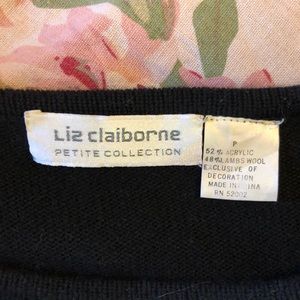 Liz claiborne
PETITE COLLECTION
P
52% ACRYLIC
48% LAMBS WOOL
EXCLUSIVE OF
DECORATION
MADE IN CHINA
RN 52002